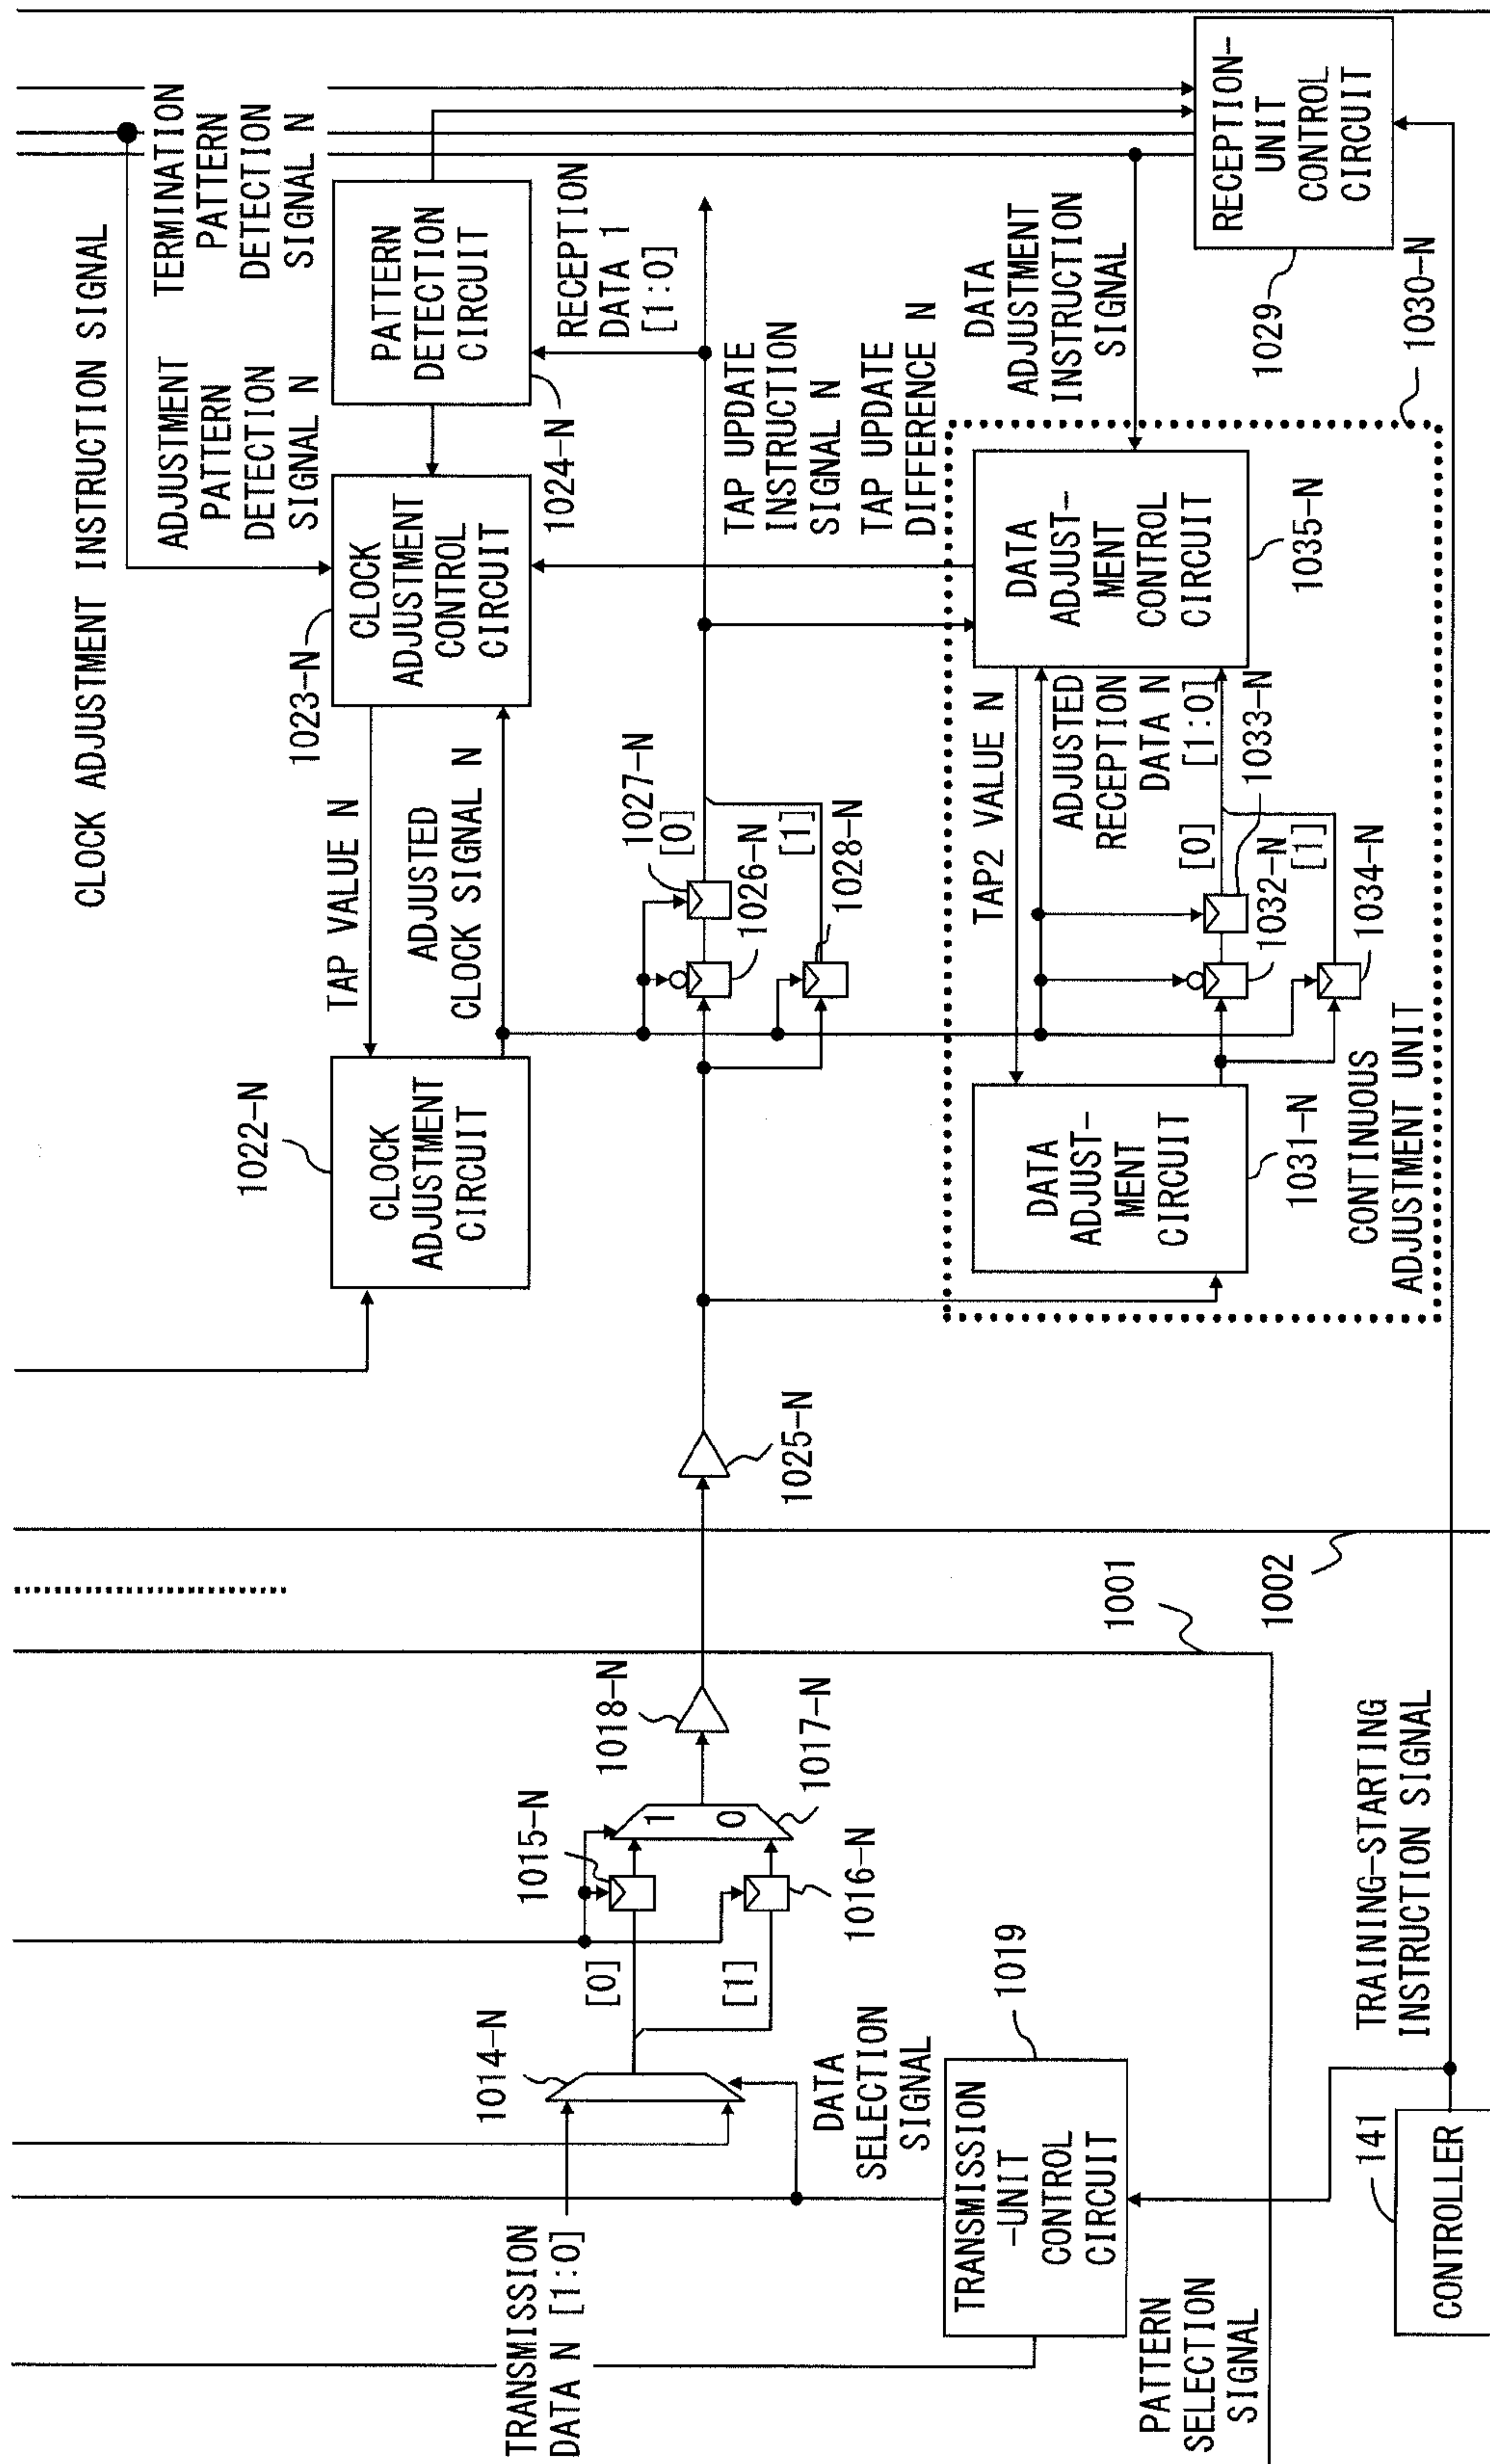 CLOCK ADJUSTMENT INSTRUCTION SIGNAL
TERMINATION
PATTERN
DETECTION
SIGNAL N
ADJUSTMENT
PATTERN
DETECTION
SIGNAL N
1022-N
CLOCK
ADJUSTMENT
CIRCUIT
TAP VALUE N
ADJUSTED
CLOCK SIGNAL N
1023-N
CLOCK
ADJUSTMENT
CONTROL
CIRCUIT
PATTERN
DETECTION
CIRCUIT
1024-N
RECEPTION
DATA 1
[1:0]
1027-N
[0]
1026-N
[1]
1028-N
TAP UPDATE
INSTRUCTION
SIGNAL N
TAP UPDATE
DIFFERENCE N
DATA
ADJUSTMENT
INSTRUCTION
SIGNAL
RECEPTION-
UNIT
CONTROL
CIRCUIT
1029
1030-N
DATA
ADJUST-
MENT
CONTROL
CIRCUIT
1035-N
TAP2 VALUE N
ADJUSTED
RECEPTION
DATA N
[1:0]
1033-N
[0]
1032-N
[1]
1034-N
DATA
ADJUST-
MENT
CIRCUIT
1031-N
CONTINUOUS
ADJUSTMENT UNIT
1025-N
1002
1001
1018-N
1017-N
1
0
1015-N
1016-N
[0]
[1]
1014-N
TRANSMISSION
DATA N [1:0]
DATA
SELECTION
SIGNAL
1019
TRANSMISSION
-UNIT
CONTROL
CIRCUIT
PATTERN
SELECTION
SIGNAL
TRAINING-STARTING
INSTRUCTION SIGNAL
141
CONTROLLER